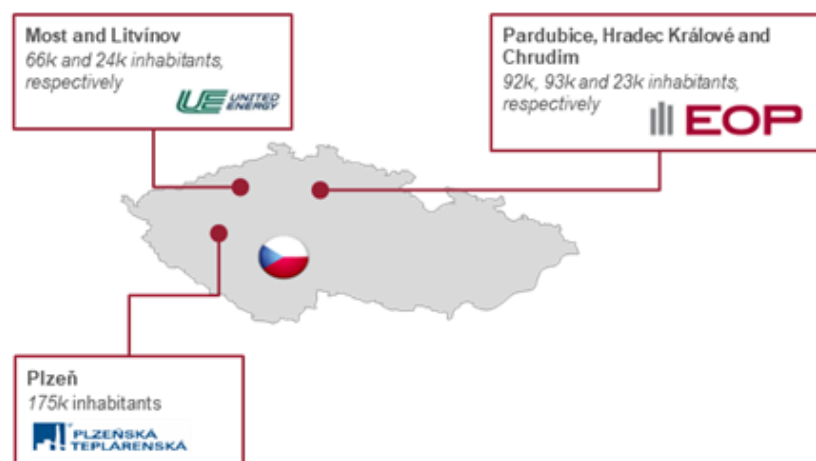 Most and Litvínov
66k and 24k inhabitants,
respectively
UE UNITED
ENERGY
Pardubice, Hradec Králové and
Chrudim
92k, 93k and 23k inhabitants,
respectively
EOP
Plzeň
175k inhabitants
PLZEŇSKÁ
TEPLÁRENSKÁ